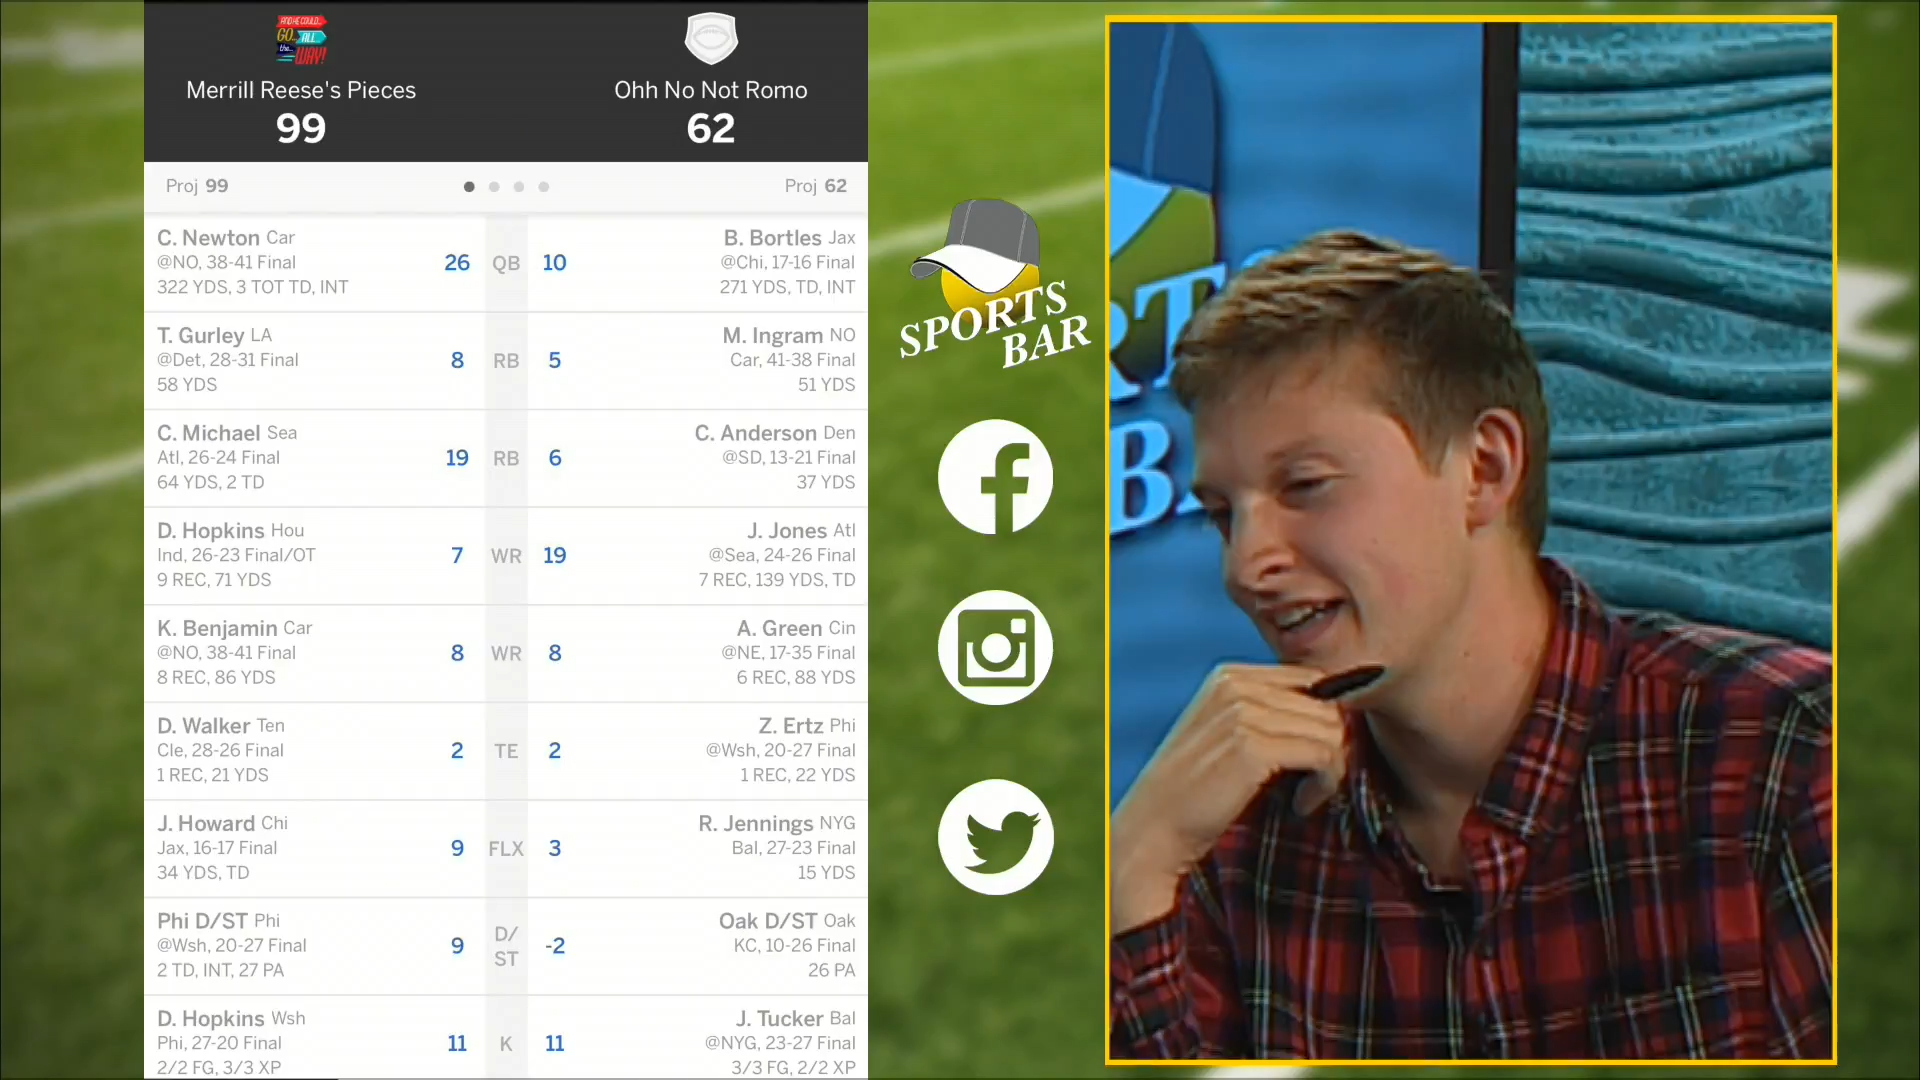 AND HE COULD...
GO... ALL
the...
WAY!
Merrill Reese's Pieces
99
Ohh No Not Romo
62
Proj 99
Proj 62
C. Newton Car
@NO, 38-41 Final
322 YDS, 3 TOT TD, INT
26
QB
10
B. Bortles Jax
@Chi, 17-16 Final
271 YDS, TD, INT
T. Gurley LA
@Det, 28-31 Final
58 YDS
8
RB
5
M. Ingram NO
Car, 41-38 Final
51 YDS
C. Michael Sea
Atl, 26-24 Final
64 YDS, 2 TD
19
RB
6
C. Anderson Den
@SD, 13-21 Final
37 YDS
D. Hopkins Hou
Ind, 26-23 Final/OT
9 REC, 71 YDS
7
WR
19
J. Jones Atl
@Sea, 24-26 Final
7 REC, 139 YDS, TD
K. Benjamin Car
@NO, 38-41 Final
8 REC, 86 YDS
8
WR
8
A. Green Cin
@NE, 17-35 Final
6 REC, 88 YDS
D. Walker Ten
Cle, 28-26 Final
1 REC, 21 YDS
2
TE
2
Z. Ertz Phi
@Wsh, 20-27 Final
1 REC, 22 YDS
J. Howard Chi
Jax, 16-17 Final
34 YDS, TD
9
FLX
3
R. Jennings NYG
Bal, 27-23 Final
15 YDS
Phi D/ST Phi
@Wsh, 20-27 Final
2 TD, INT, 27 PA
9
D/
ST
-2
Oak D/ST Oak
KC, 10-26 Final
26 PA
D. Hopkins Wsh
Phi, 27-20 Final
2/2 FG, 3/3 XP
11
K
11
J. Tucker Bal
@NYG, 23-27 Final
3/3 FG, 2/2 XP
SPORTS
BAR
RT
BA